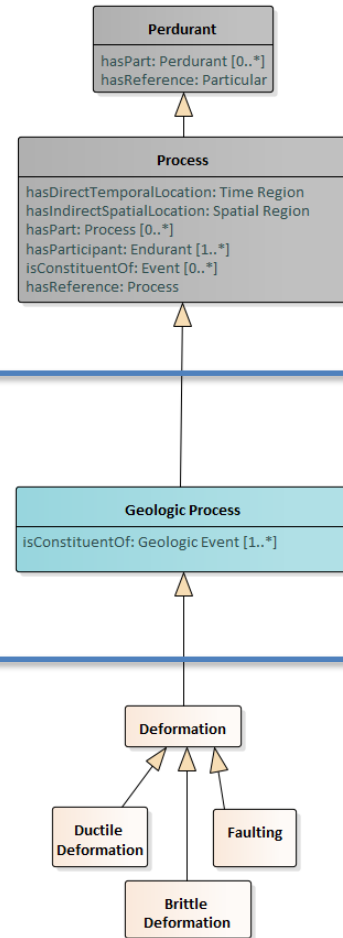 Perdurant
hasPart: Perdurant [0..*]
hasReference: Particular
Process
hasDirectTemporalLocation: Time Region
hasIndirectSpatialLocation: Spatial Region
hasPart: Process [0..*]
hasParticipant: Endurant [1..*]
isConstituentOf: Event [0..*]
hasReference: Process
Geologic Process
isConstituentOf: Geologic Event [1..*]
Deformation
Ductile
Deformation
Faulting
Brittle
Deformation